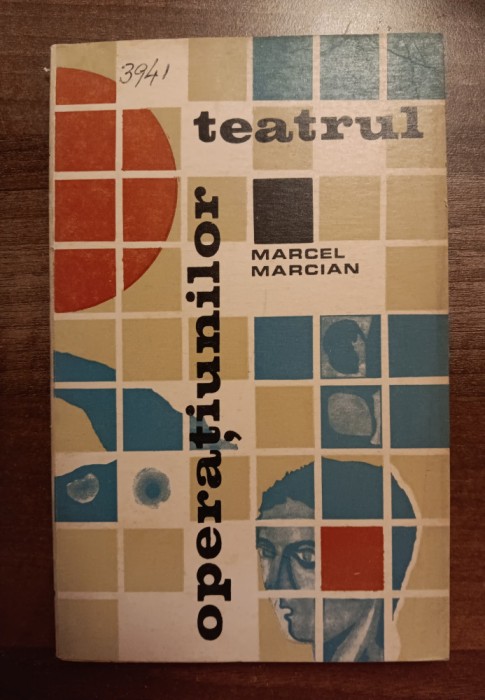 3941
teatrul
operațiunilor
MARCEL
MARCIAN